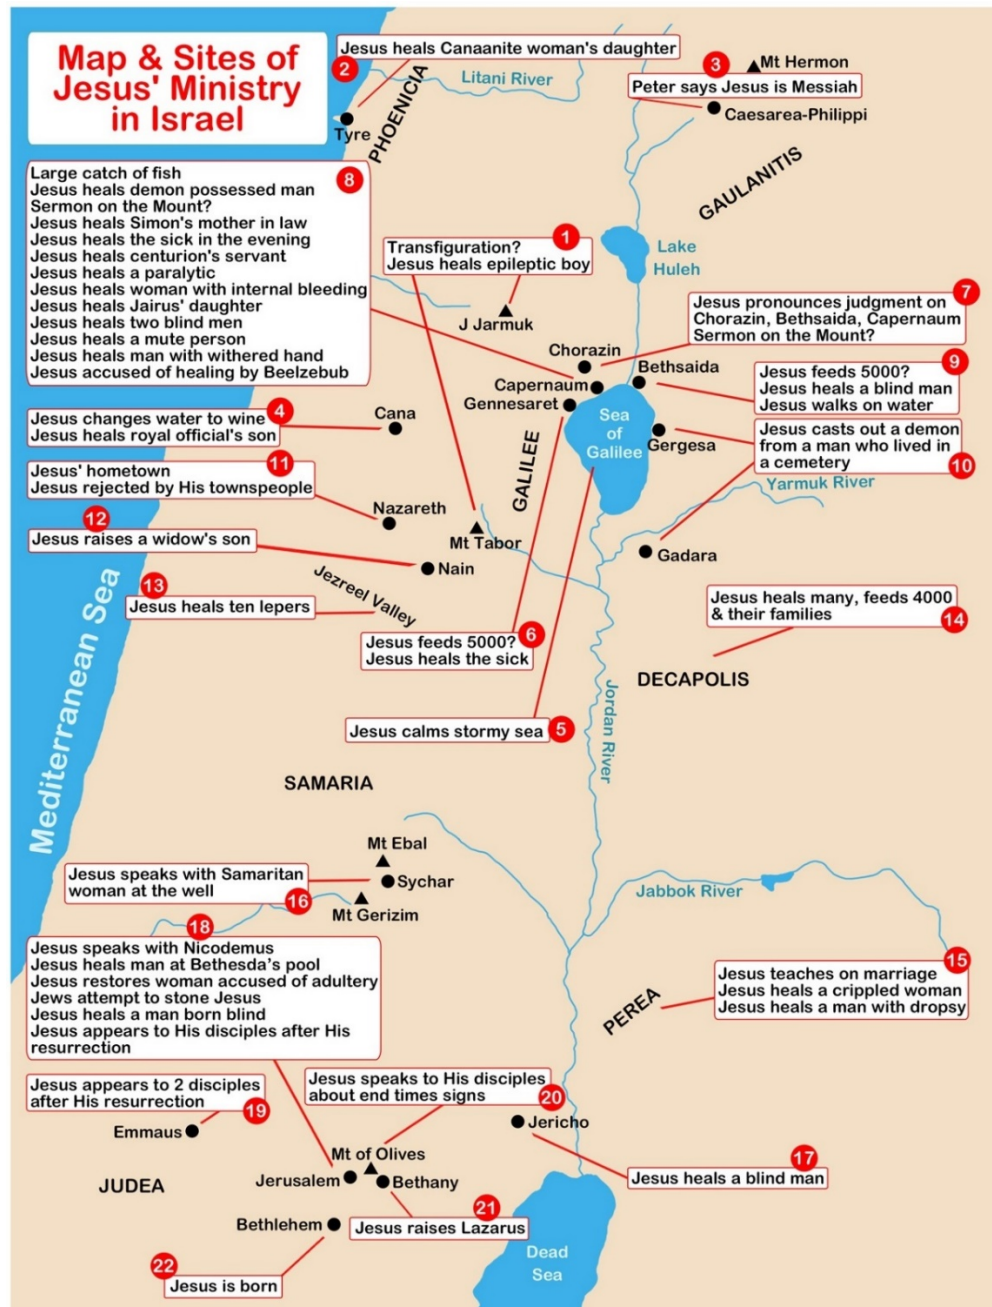 Map & Sites of
Jesus' Ministry
in Israel
Jesus heals Canaanite woman's daughter
2
Litani River
PHOENICIA
Tyre
3
Mt Hermon
Peter says Jesus is Messiah
Caesarea-Philippi
GAULANITIS
Large catch of fish
Jesus heals demon possessed man
Sermon on the Mount?
Jesus heals Simon's mother in law
Jesus heals the sick in the evening
Jesus heals centurion's servant
Jesus heals a paralytic
Jesus heals woman with internal bleeding
Jesus heals Jairus' daughter
Jesus heals two blind men
Jesus heals a mute person
Jesus heals man with withered hand
Jesus accused of healing by Beelzebub
8
Transfiguration?
Jesus heals epileptic boy
1
J Jarmuk
Lake
Huleh
7
Jesus pronounces judgment on
Chorazin, Bethsaida, Capernaum
Sermon on the Mount?
Chorazin
Bethsaida
Capernaum
Gennesaret
9
Jesus feeds 5000?
Jesus heals a blind man
Jesus walks on water
Jesus changes water to wine
Jesus heals royal official's son
4
Cana
Sea
of
Galilee
Gergesa
Jesus casts out a demon
from a man who lived in
a cemetery
10
GALILEE
Yarmuk River
Jesus' hometown
Jesus rejected by His townspeople
11
Nazareth
Mt Tabor
12
Jesus raises a widow's son
Nain
Gadara
Jezreel Valley
13
Jesus heals ten lepers
Jesus heals many, feeds 4000
& their families
14
Jesus feeds 5000?
Jesus heals the sick
6
DECAPOLIS
Mediterranean Sea
Jordan River
Jesus calms stormy sea
5
SAMARIA
Mt Ebal
Jesus speaks with Samaritan
woman at the well
16
Sychar
Mt Gerizim
Jabbok River
18
Jesus speaks with Nicodemus
Jesus heals man at Bethesda's pool
Jesus restores woman accused of adultery
Jews attempt to stone Jesus
Jesus heals a man born blind
Jesus appears to His disciples after His
resurrection
15
Jesus teaches on marriage
Jesus heals a crippled woman
Jesus heals a man with dropsy
PEREA
Jesus appears to 2 disciples
after His resurrection
19
Emmaus
Jesus speaks to His disciples
about end times signs
20
Jericho
Mt of Olives
Jerusalem
Bethany
JUDEA
17
Jesus heals a blind man
21
Jesus raises Lazarus
Bethlehem
22
Jesus is born
Dead
Sea